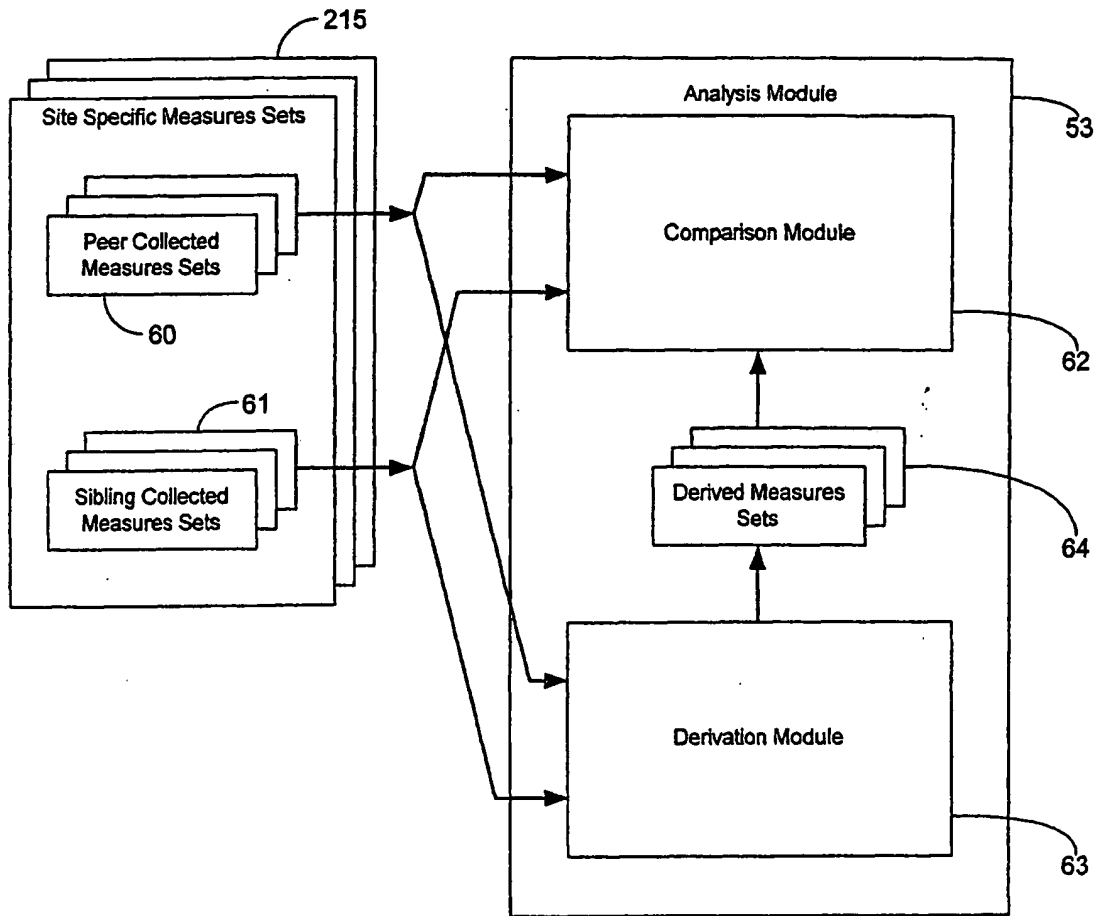 215
Site Specific Measures Sets
Peer Collected
Measures Sets
60
61
Sibling Collected
Measures Sets
Analysis Module
53
Comparison Module
62
Derived Measures
Sets
64
Derivation Module
63